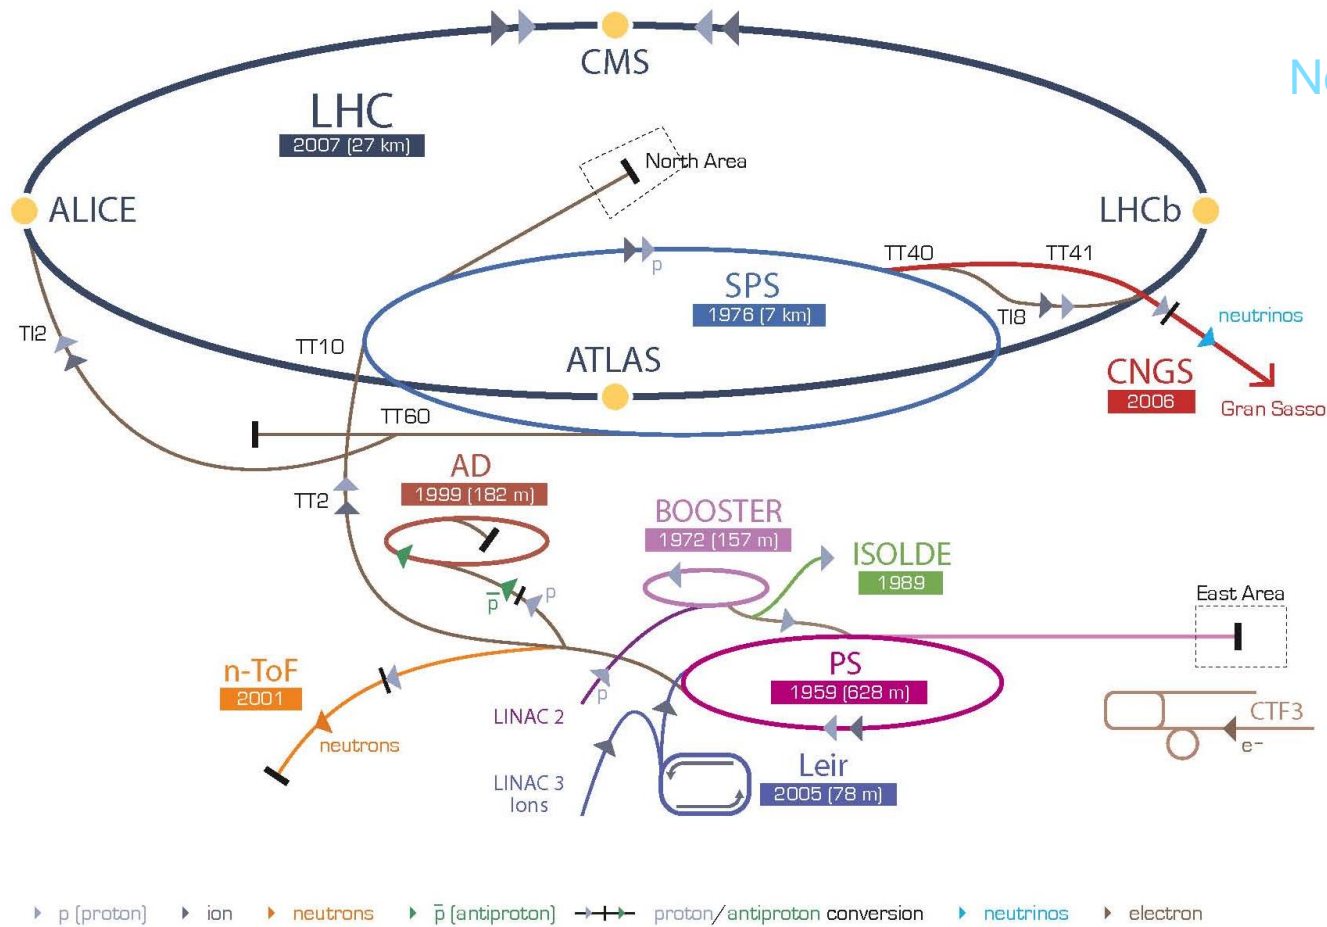 CMS
LHC
2007 (27 km)
North Area
ALICE
LHCb
TT40
TT41
p
SPS
1976 (7 km)
TI8
neutrinos
TI2
TT10
ATLAS
CNGS
2006
Gran Sasso
TT60
AD
1999 (182 m)
TT2
BOOSTER
1972 (157 m)
ISOLDE
1989
p̅
p
East Area
n-ToF
2001
PS
1959 (628 m)
p
LINAC 2
CTF3
e-
neutrons
LINAC 3
Ions
Leir
2005 (78 m)
p (proton) ion neutrons p̅ (antiproton) proton/antiproton conversion neutrinos electron